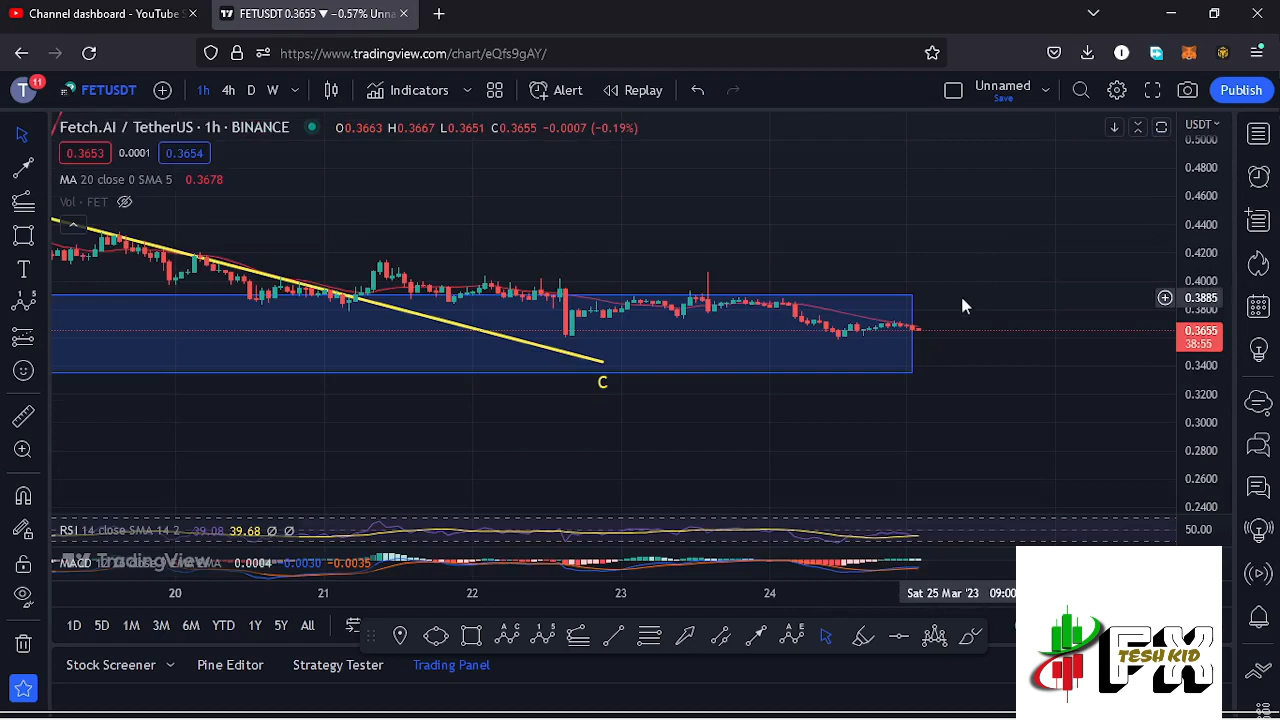 Channel dashboard - YouTube S
FETUSDT 0.3655 ▼ −0.57% Unna
https://www.tradingview.com/chart/eQfs9gAY/
T 11 FETUSDT 1h 4h D W Indicators Alert Replay Unnamed Save Publish
Fetch.AI / TetherUS · 1h · BINANCE O0.3663 H0.3667 L0.3651 C0.3655 −0.0007 (−0.19%) USDT
0.3653 0.0001 0.3654
MA 20 close 0 SMA 5 0.3678
Vol · FET
0.5000
0.4800
0.4600
0.4400
0.4200
0.4000
0.3885
0.3800
0.3655
38:55
0.3400
0.3200
0.3000
0.2800
0.2600
0.2400
C
RSI 14 close SMA 14 2 39.08 39.68 Ø Ø 50.00
TradingView
MACD 0.0004 −0.0030 −0.0035
20 21 22 23 24 Sat 25 Mar '23 09:00
1D 5D 1M 3M 6M YTD 1Y 5Y All
Stock Screener Pine Editor Strategy Tester Trading Panel
FX
TESH KID